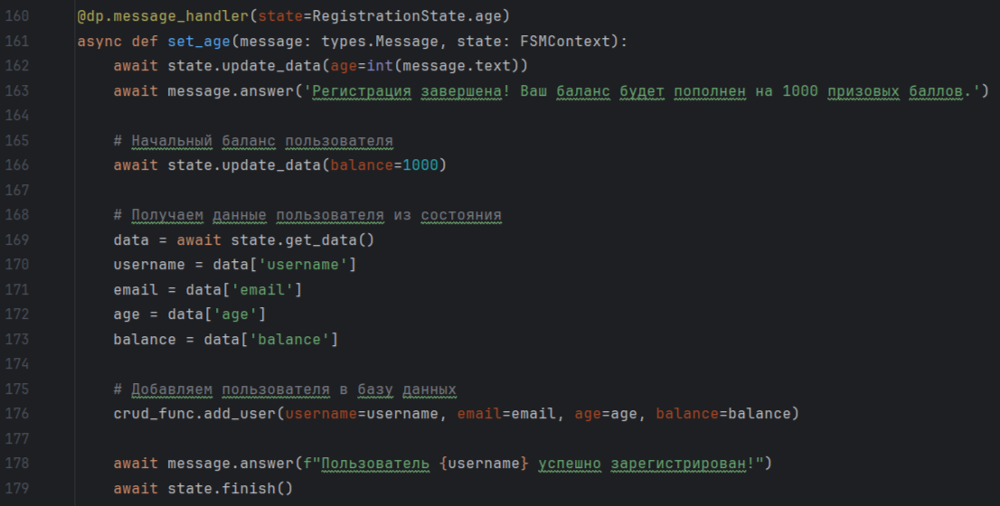 160 @dp.message_handler(state=RegistrationState.age)
161 async def set_age(message: types.Message, state: FSMContext):
162     await state.update_data(age=int(message.text))
163     await message.answer('Регистрация завершена! Ваш баланс будет пополнен на 1000 призовых баллов.')
164
165     # Начальный баланс пользователя
166     await state.update_data(balance=1000)
167
168     # Получаем данные пользователя из состояния
169     data = await state.get_data()
170     username = data['username']
171     email = data['email']
172     age = data['age']
173     balance = data['balance']
174
175     # Добавляем пользователя в базу данных
176     crud_func.add_user(username=username, email=email, age=age, balance=balance)
177
178     await message.answer(f"Пользователь {username} успешно зарегистрирован!")
179     await state.finish()